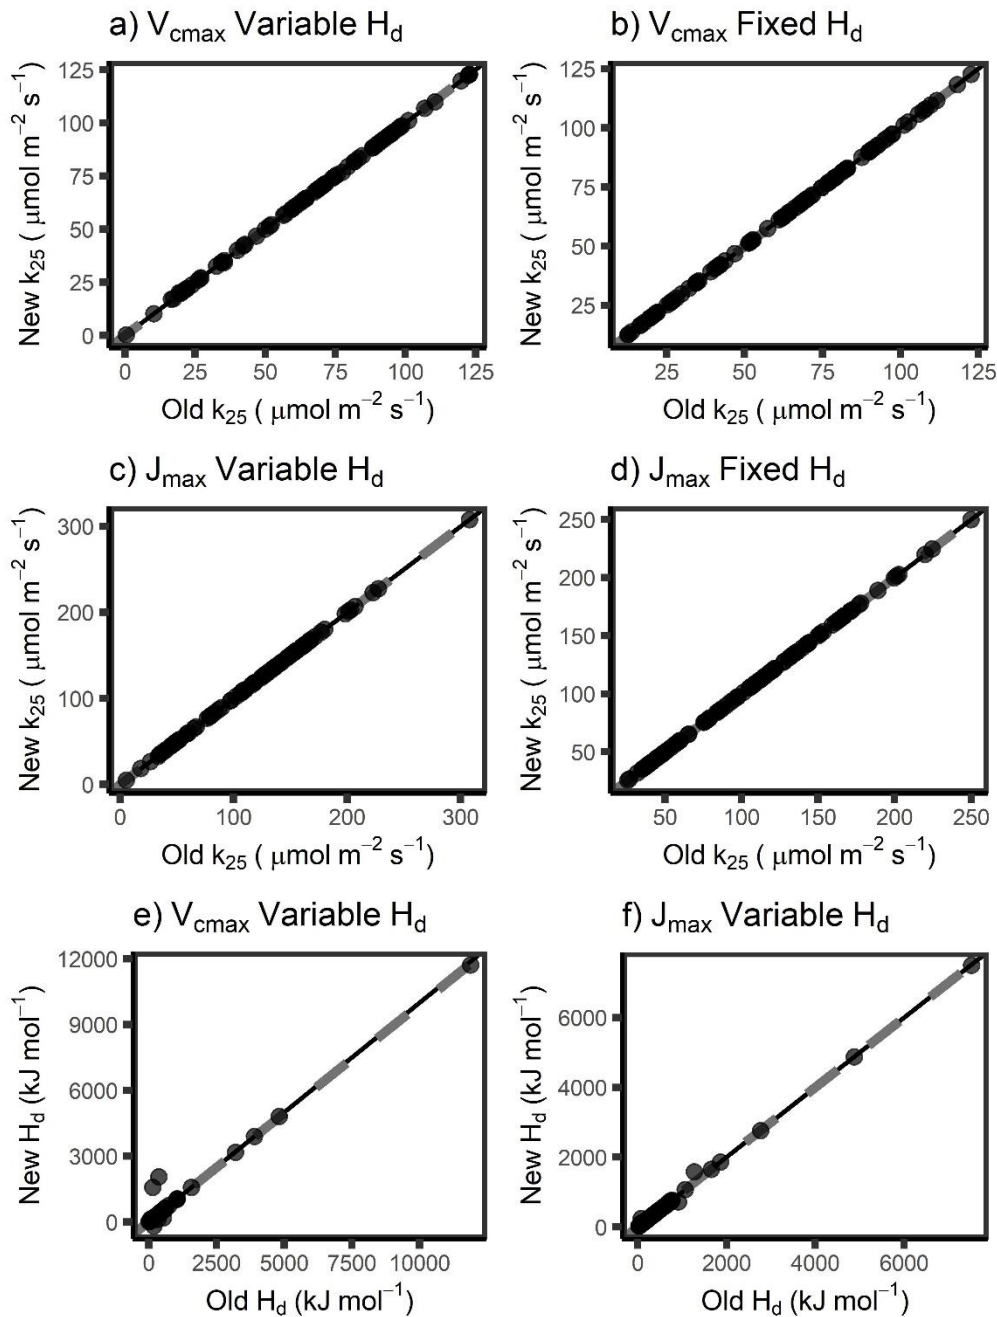 a) Vcmax Variable Hd
New k25 ( μmol m−2 s−1)
125
100
75
50
25
0
0 25 50 75 100 125
Old k25 ( μmol m−2 s−1)
b) Vcmax Fixed Hd
New k25 ( μmol m−2 s−1)
125
100
75
50
25
25 50 75 100 125
Old k25 ( μmol m−2 s−1)
c) Jmax Variable Hd
New k25 ( μmol m−2 s−1)
300
200
100
0
0 100 200 300
Old k25 ( μmol m−2 s−1)
d) Jmax Fixed Hd
New k25 ( μmol m−2 s−1)
250
200
150
100
50
50 100 150 200 250
Old k25 ( μmol m−2 s−1)
e) Vcmax Variable Hd
New Hd (kJ mol−1)
12000
9000
6000
3000
0
0 2500 5000 7500 10000
Old Hd (kJ mol−1)
f) Jmax Variable Hd
New Hd (kJ mol−1)
6000
4000
2000
0
0 2000 4000 6000
Old Hd (kJ mol−1)